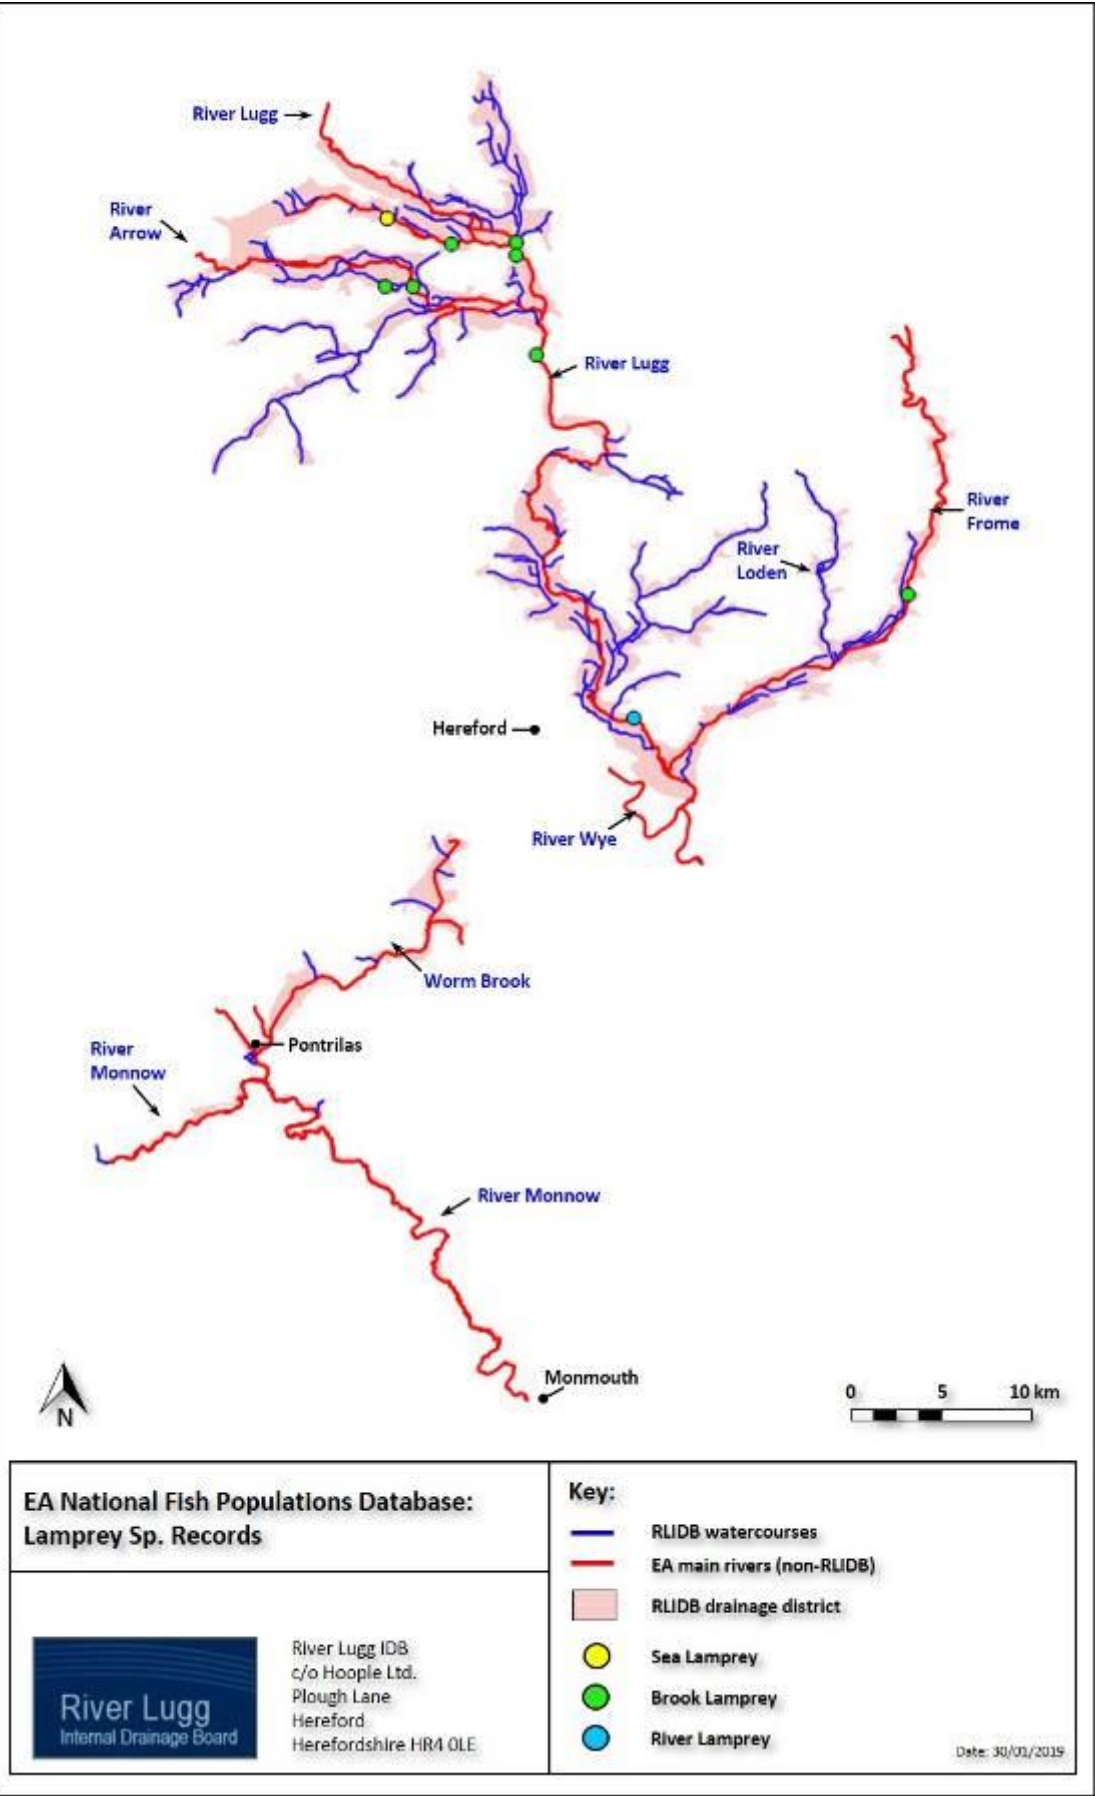 River Lugg
River
Arrow
River Lugg
River
Frome
River
Loden
Hereford
River Wye
Worm Brook
Pontrilas
River
Monnow
River Monnow
Monmouth
N
0 5 10 km
EA National Fish Populations Database:
Lamprey Sp. Records
River Lugg
Internal Drainage Board
River Lugg IDB
c/o Hoople Ltd.
Plough Lane
Hereford
Herefordshire HR4 0LE
Key:
RLIDB watercourses
EA main rivers (non-RLIDB)
RLIDB drainage district
Sea Lamprey
Brook Lamprey
River Lamprey
Date: 30/01/2019